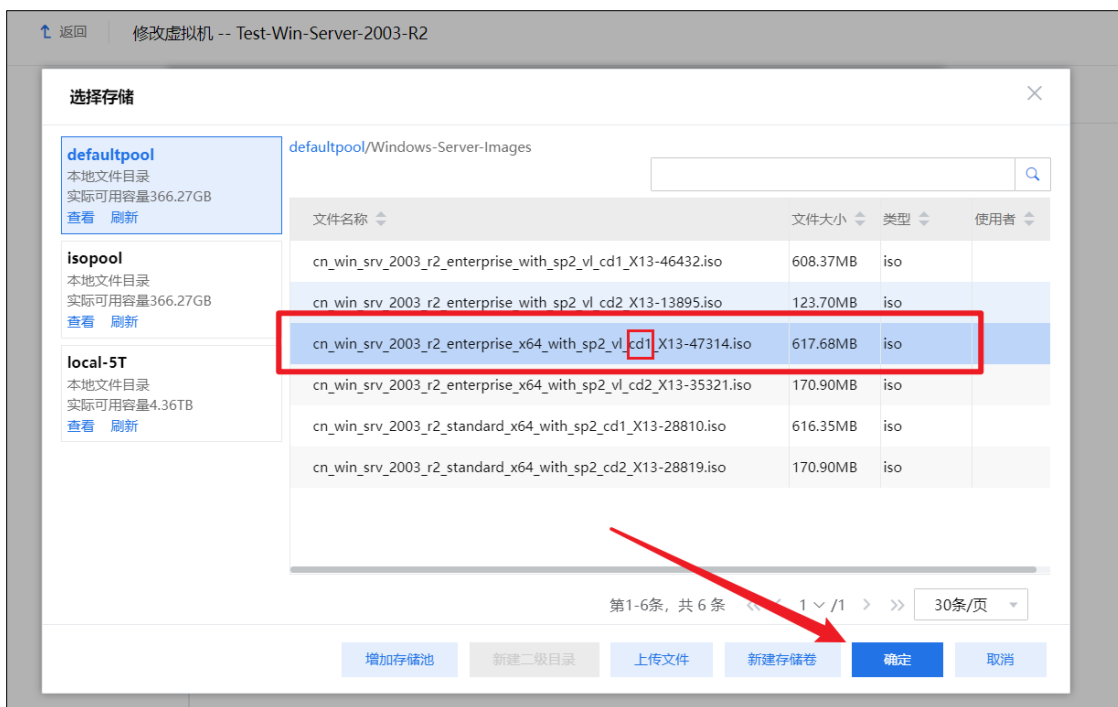 返回 修改虚拟机 -- Test-Win-Server-2003-R2
选择存储
defaultpool
本地文件目录
实际可用容量366.27GB
查看 刷新
isopool
本地文件目录
实际可用容量366.27GB
查看 刷新
local-5T
本地文件目录
实际可用容量4.36TB
查看 刷新
defaultpool/Windows-Server-Images
文件名称 文件大小 类型 使用者
cn_win_srv_2003_r2_enterprise_with_sp2_vl_cd1_X13-46432.iso 608.37MB iso
cn_win_srv_2003_r2_enterprise_with_sp2_vl_cd2_X13-13895.iso 123.70MB iso
cn_win_srv_2003_r2_enterprise_x64_with_sp2_vl_cd1_X13-47314.iso 617.68MB iso
cn_win_srv_2003_r2_enterprise_x64_with_sp2_vl_cd2_X13-35321.iso 170.90MB iso
cn_win_srv_2003_r2_standard_x64_with_sp2_cd1_X13-28810.iso 616.35MB iso
cn_win_srv_2003_r2_standard_x64_with_sp2_cd2_X13-28819.iso 170.90MB iso
第1-6条，共 6 条 1 /1 30条/页
增加存储池 新建二级目录 上传文件 新建存储卷 确定 取消